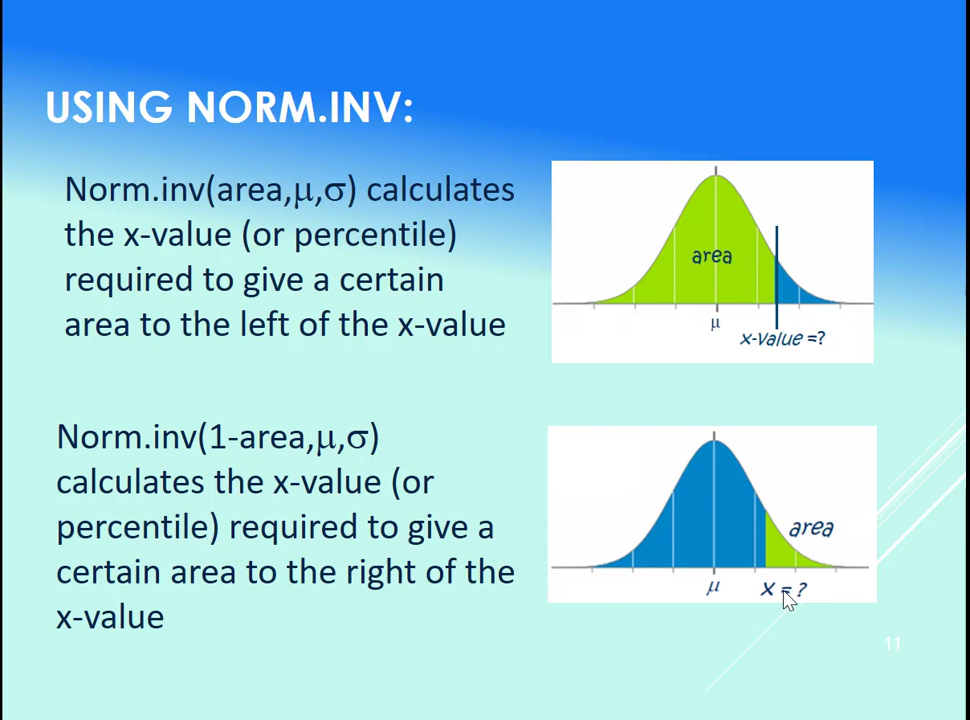 USING NORM.INV:
Norm.inv(area,μ,σ) calculates
the x-value (or percentile)
required to give a certain
area to the left of the x-value
area
μ
x-value =?
Norm.inv(1-area,μ,σ)
calculates the x-value (or
percentile) required to give a
certain area to the right of the
x-value
area
μ
x = ?
11